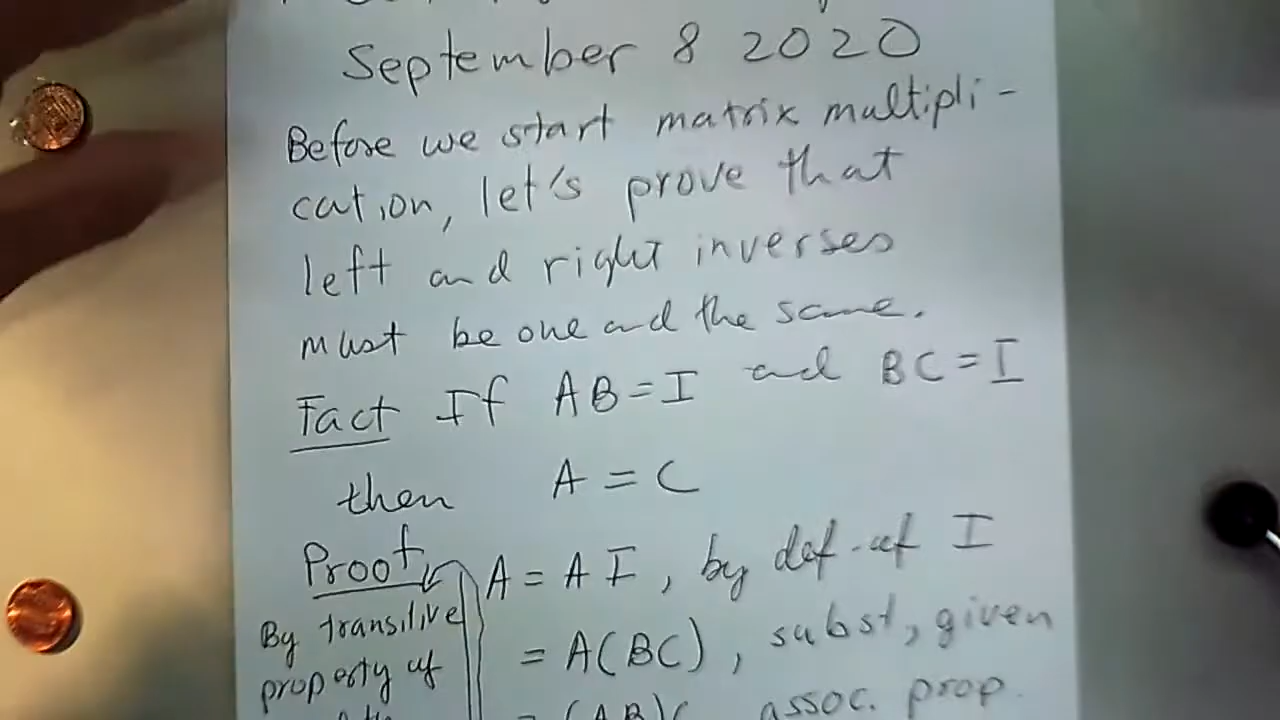 September 8 2020
Before we start matrix multipli-
cation, let's prove that
left and right inverses
must be one and the same.
Fact If AB=I and BC=I
then A=C
Proof, A=AI, by def. of I
By transitive
=A(BC), subst, given
property of
=(AB)C assoc. prop.